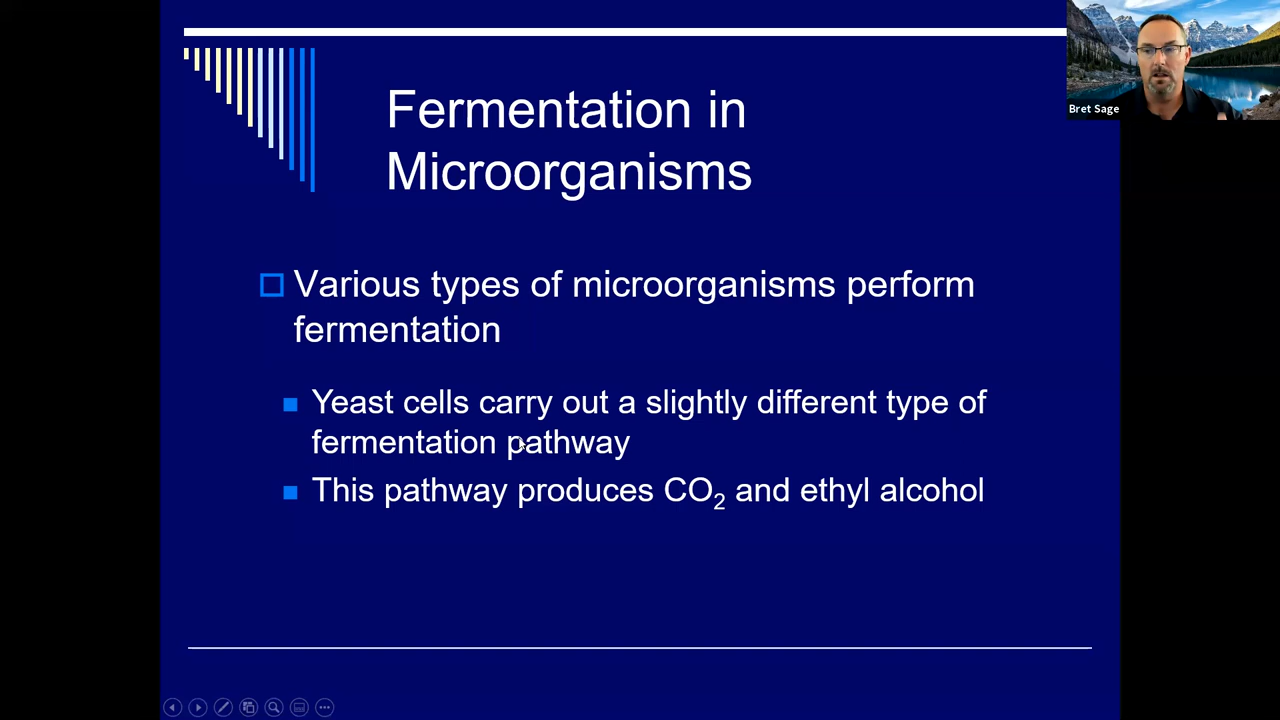 Fermentation in
Microorganisms
Bret Sage
Various types of microorganisms perform
fermentation
Yeast cells carry out a slightly different type of
fermentation pathway
This pathway produces CO₂ and ethyl alcohol